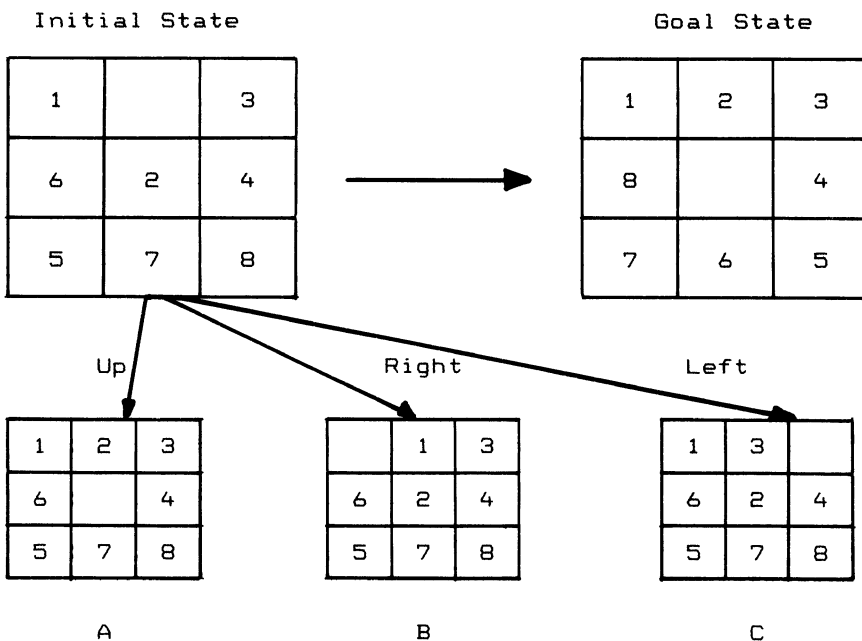 Initial State Goal State
1 3 1 2 3
6 2 4 8 4
5 7 8 7 6 5
Up Right Left
1 2 3 1 3 1 3
6 4 6 2 4 6 2 4
5 7 8 5 7 8 5 7 8
A B C